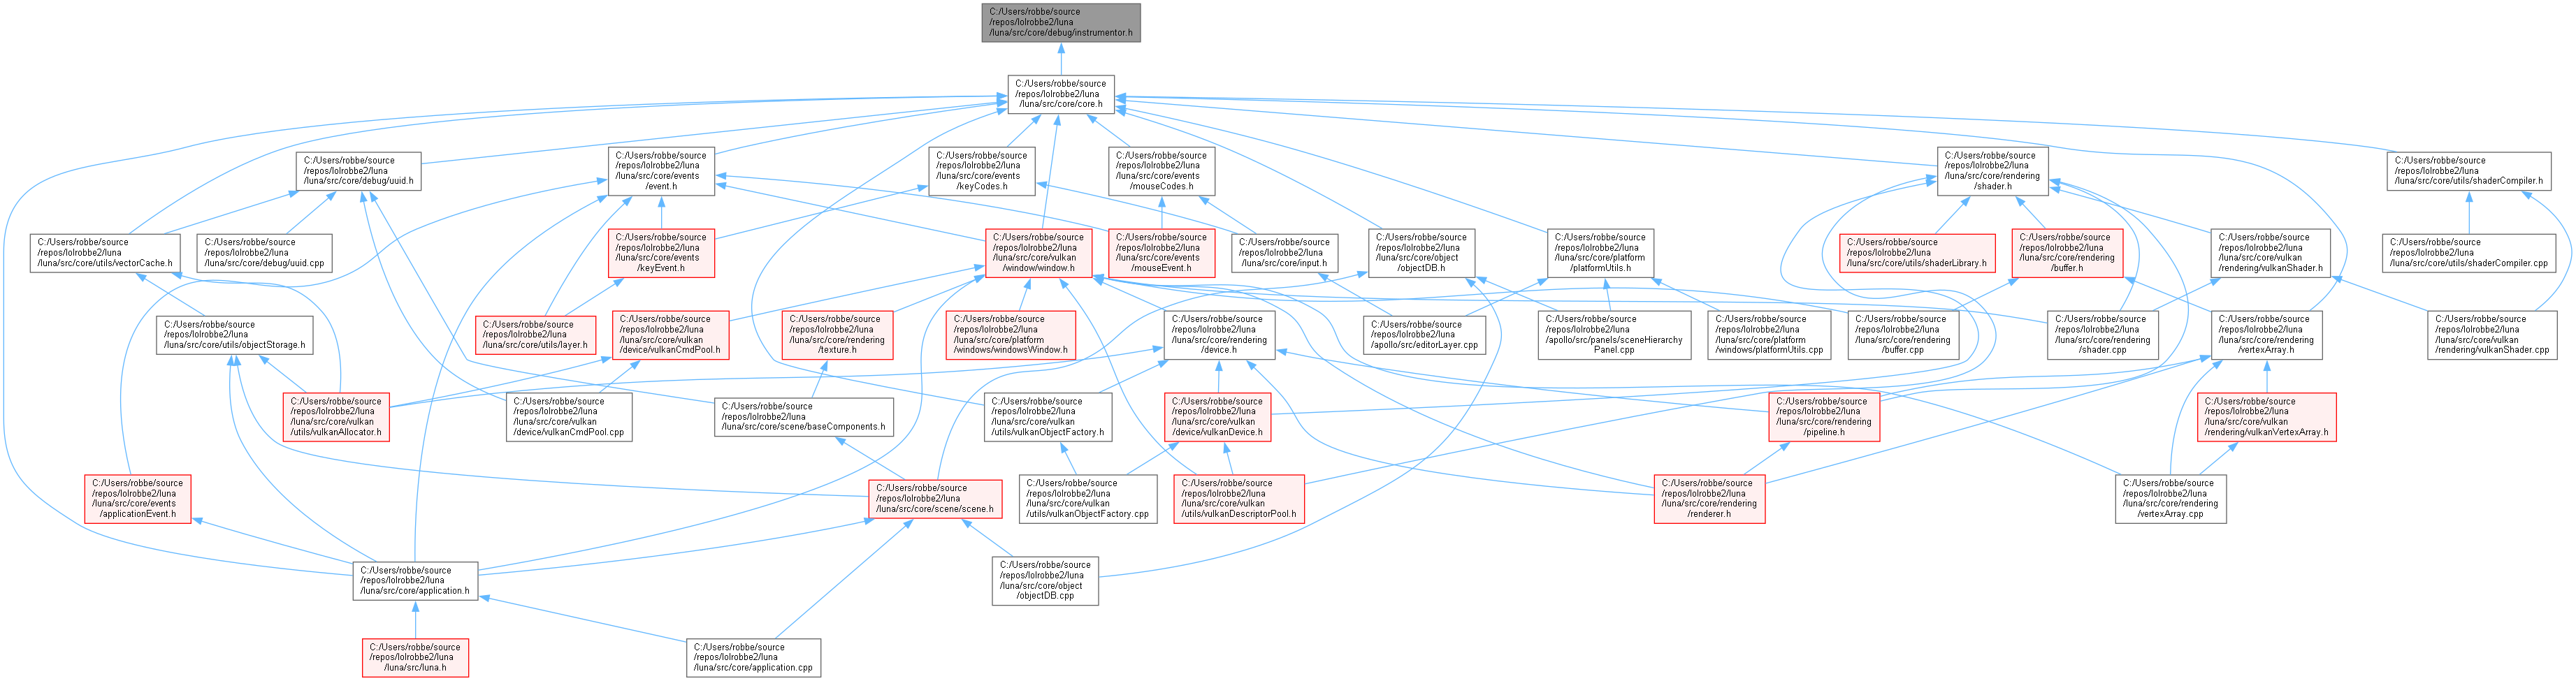 C:/Users/robbe/source
/repos/lolrobbe2/luna
/luna/src/core/debug/instrumentor.h
C:/Users/robbe/source
/repos/lolrobbe2/luna
/luna/src/core/core.h
C:/Users/robbe/source
/repos/lolrobbe2/luna
/luna/src/core/debug/uuid.h
C:/Users/robbe/source
/repos/lolrobbe2/luna
/luna/src/core/events
/event.h
C:/Users/robbe/source
/repos/lolrobbe2/luna
/luna/src/core/events
/keyCodes.h
C:/Users/robbe/source
/repos/lolrobbe2/luna
/luna/src/core/events
/mouseCodes.h
C:/Users/robbe/source
/repos/lolrobbe2/luna
/luna/src/core/rendering
/shader.h
C:/Users/robbe/source
/repos/lolrobbe2/luna
/luna/src/core/utils/shaderCompiler.h
C:/Users/robbe/source
/repos/lolrobbe2/luna
/luna/src/core/utils/vectorCache.h
C:/Users/robbe/source
/repos/lolrobbe2/luna
/luna/src/core/debug/uuid.cpp
C:/Users/robbe/source
/repos/lolrobbe2/luna
/luna/src/core/events
/keyEvent.h
C:/Users/robbe/source
/repos/lolrobbe2/luna
/luna/src/core/vulkan
/window/window.h
C:/Users/robbe/source
/repos/lolrobbe2/luna
/luna/src/core/events
/mouseEvent.h
C:/Users/robbe/source
/repos/lolrobbe2/luna
/luna/src/core/input.h
C:/Users/robbe/source
/repos/lolrobbe2/luna
/luna/src/core/object
/objectDB.h
C:/Users/robbe/source
/repos/lolrobbe2/luna
/luna/src/core/platform
/platformUtils.h
C:/Users/robbe/source
/repos/lolrobbe2/luna
/luna/src/core/utils/shaderLibrary.h
C:/Users/robbe/source
/repos/lolrobbe2/luna
/luna/src/core/rendering
/buffer.h
C:/Users/robbe/source
/repos/lolrobbe2/luna
/luna/src/core/vulkan
/rendering/vulkanShader.h
C:/Users/robbe/source
/repos/lolrobbe2/luna
/luna/src/core/utils/shaderCompiler.cpp
C:/Users/robbe/source
/repos/lolrobbe2/luna
/luna/src/core/utils/objectStorage.h
C:/Users/robbe/source
/repos/lolrobbe2/luna
/luna/src/core/utils/layer.h
C:/Users/robbe/source
/repos/lolrobbe2/luna
/luna/src/core/vulkan
/device/vulkanCmdPool.h
C:/Users/robbe/source
/repos/lolrobbe2/luna
/luna/src/core/rendering
/texture.h
C:/Users/robbe/source
/repos/lolrobbe2/luna
/luna/src/core/platform
/windows/windowsWindow.h
C:/Users/robbe/source
/repos/lolrobbe2/luna
/luna/src/core/rendering
/device.h
C:/Users/robbe/source
/repos/lolrobbe2/luna
/apollo/src/editorLayer.cpp
C:/Users/robbe/source
/repos/lolrobbe2/luna
/apollo/src/panels/sceneHierarchy
Panel.cpp
C:/Users/robbe/source
/repos/lolrobbe2/luna
/luna/src/core/platform
/windows/platformUtils.cpp
C:/Users/robbe/source
/repos/lolrobbe2/luna
/luna/src/core/rendering
/buffer.cpp
C:/Users/robbe/source
/repos/lolrobbe2/luna
/luna/src/core/rendering
/shader.cpp
C:/Users/robbe/source
/repos/lolrobbe2/luna
/luna/src/core/rendering
/vertexArray.h
C:/Users/robbe/source
/repos/lolrobbe2/luna
/luna/src/core/vulkan
/rendering/vulkanShader.cpp
C:/Users/robbe/source
/repos/lolrobbe2/luna
/luna/src/core/vulkan
/utils/vulkanAllocator.h
C:/Users/robbe/source
/repos/lolrobbe2/luna
/luna/src/core/vulkan
/device/vulkanCmdPool.cpp
C:/Users/robbe/source
/repos/lolrobbe2/luna
/luna/src/core/scene/baseComponents.h
C:/Users/robbe/source
/repos/lolrobbe2/luna
/luna/src/core/vulkan
/utils/vulkanObjectFactory.h
C:/Users/robbe/source
/repos/lolrobbe2/luna
/luna/src/core/vulkan
/device/vulkanDevice.h
C:/Users/robbe/source
/repos/lolrobbe2/luna
/luna/src/core/rendering
/pipeline.h
C:/Users/robbe/source
/repos/lolrobbe2/luna
/luna/src/core/vulkan
/rendering/vulkanVertexArray.h
C:/Users/robbe/source
/repos/lolrobbe2/luna
/luna/src/core/events
/applicationEvent.h
C:/Users/robbe/source
/repos/lolrobbe2/luna
/luna/src/core/scene/scene.h
C:/Users/robbe/source
/repos/lolrobbe2/luna
/luna/src/core/vulkan
/utils/vulkanObjectFactory.cpp
C:/Users/robbe/source
/repos/lolrobbe2/luna
/luna/src/core/vulkan
/utils/vulkanDescriptorPool.h
C:/Users/robbe/source
/repos/lolrobbe2/luna
/luna/src/core/rendering
/renderer.h
C:/Users/robbe/source
/repos/lolrobbe2/luna
/luna/src/core/rendering
/vertexArray.cpp
C:/Users/robbe/source
/repos/lolrobbe2/luna
/luna/src/core/application.h
C:/Users/robbe/source
/repos/lolrobbe2/luna
/luna/src/core/object
/objectDB.cpp
C:/Users/robbe/source
/repos/lolrobbe2/luna
/luna/src/luna.h
C:/Users/robbe/source
/repos/lolrobbe2/luna
/luna/src/core/application.cpp